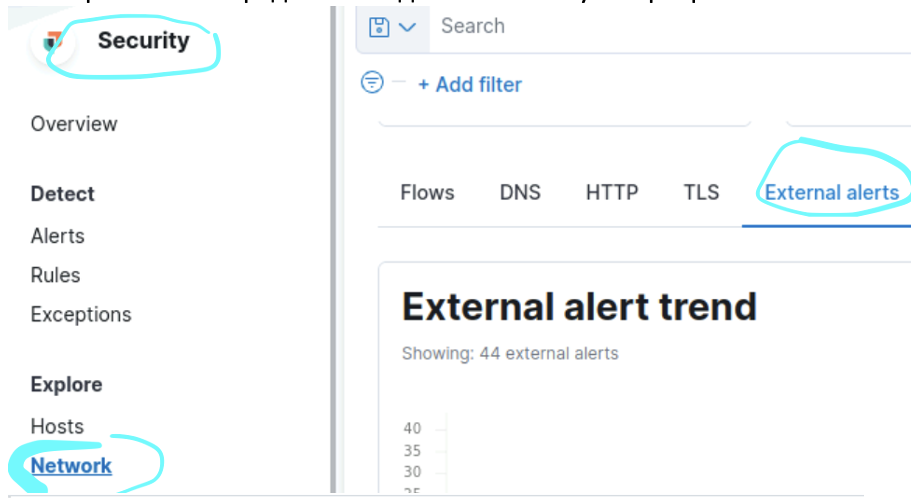 Security
Search
+ Add filter
Overview
Detect
Alerts
Rules
Exceptions
Explore
Hosts
Network
Flows DNS HTTP TLS External alerts
External alert trend
Showing: 44 external alerts
40
35
30